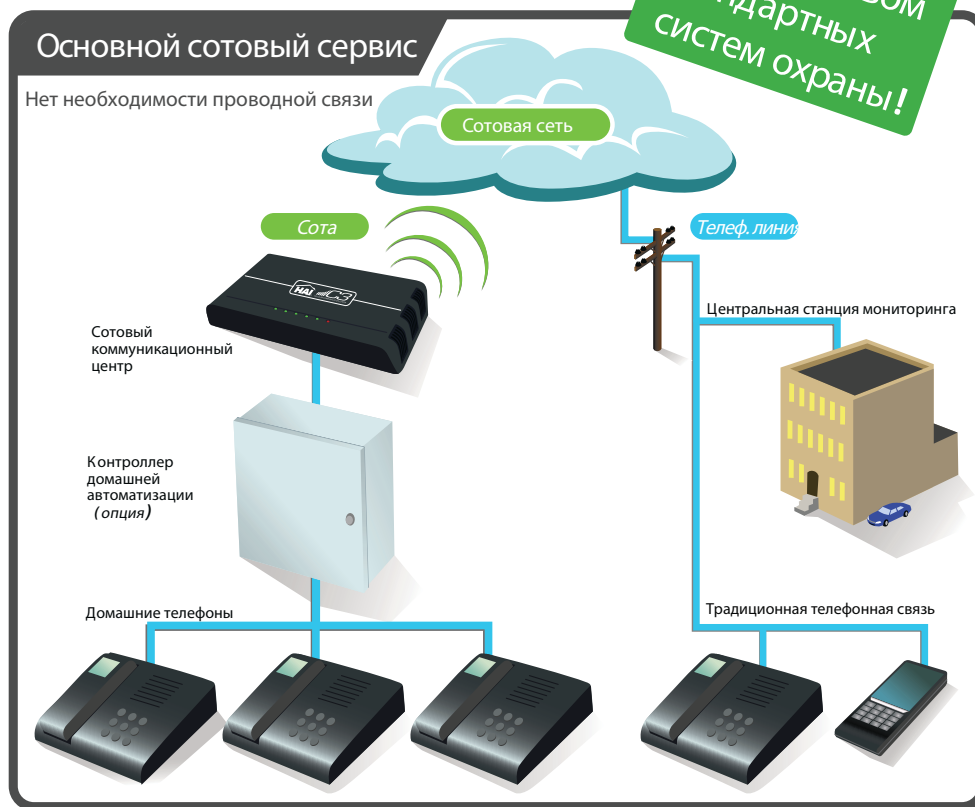 Основной сотовый сервис
систем охраны!
Нет необходимости проводной связи
Сотовая сеть
Сота
Телеф. линия
HAI C3
Центральная станция мониторинга
Сотовый
коммуникационный
центр
Контроллер
домашней
автоматизации
(опция)
Домашние телефоны
Традиционная телефонная связь